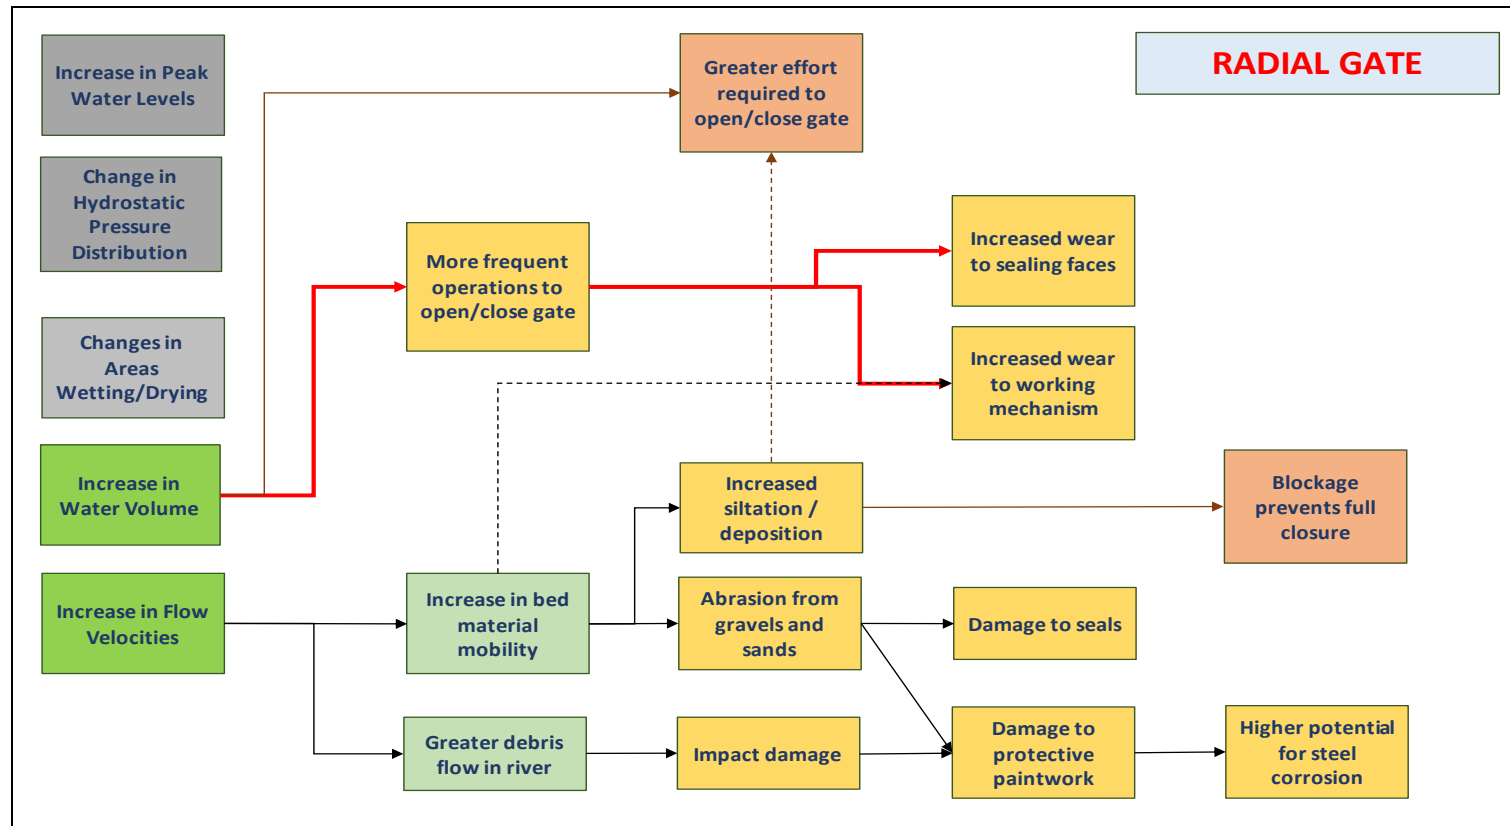 Increase in Peak
Water Levels
Greater effort
required to
open/close gate
RADIAL GATE
Change in
Hydrostatic
Pressure
Distribution
More frequent
operations to
open/close gate
Increased wear
to sealing faces
Changes in
Areas
Wetting/Drying
Increased wear
to working
mechanism
Increase in
Water Volume
Increased
siltation /
deposition
Blockage
prevents full
closure
Increase in Flow
Velocities
Increase in bed
material
mobility
Abrasion from
gravels and
sands
Damage to seals
Greater debris
flow in river
Impact damage
Damage to
protective
paintwork
Higher potential
for steel
corrosion